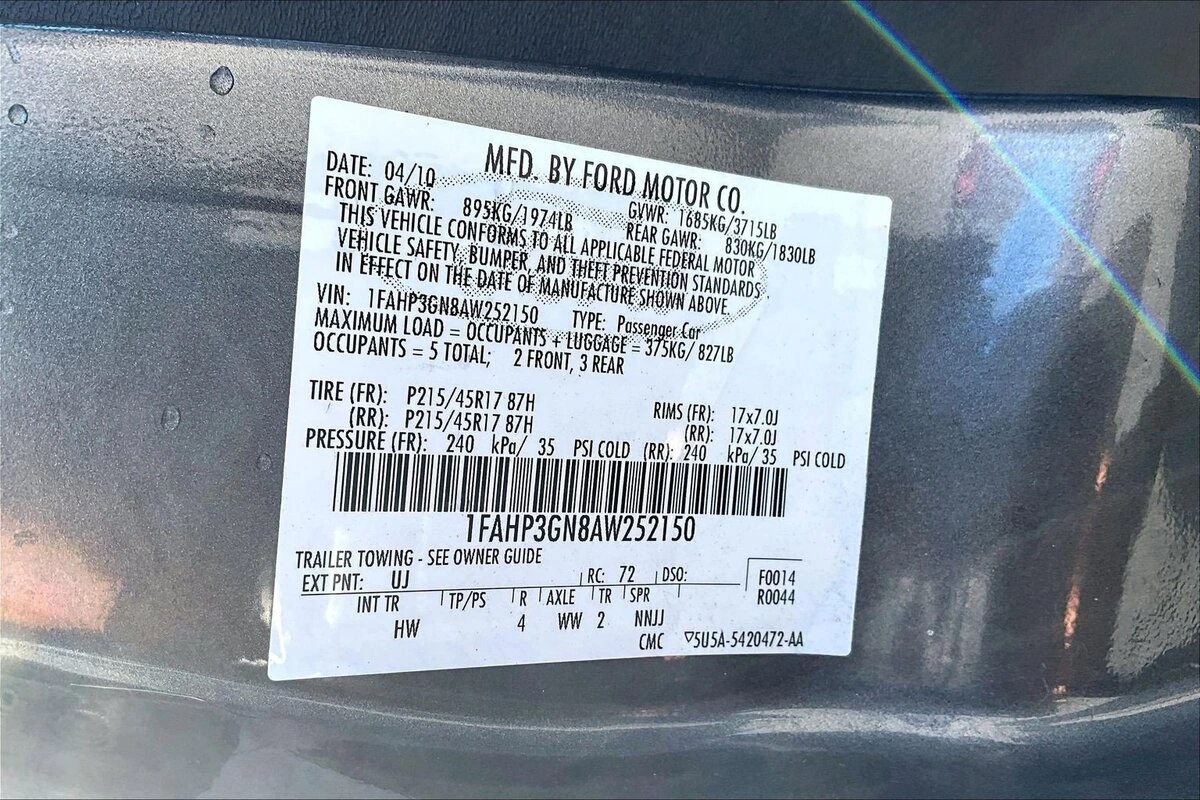 MFD. BY FORD MOTOR CO.
DATE: 04/10 GVWR: 1685KG/3715LB
FRONT GAWR: 895KG/1974LB REAR GAWR: 830KG/1830LB
THIS VEHICLE CONFORMS TO ALL APPLICABLE FEDERAL MOTOR
VEHICLE SAFETY, BUMPER, AND THEFT PREVENTION STANDARDS
IN EFFECT ON THE DATE OF MANUFACTURE SHOWN ABOVE.
VIN: 1FAHP3GN8AW252150 TYPE: Passenger Car
MAXIMUM LOAD = OCCUPANTS + LUGGAGE = 375KG/ 827LB
OCCUPANTS = 5 TOTAL; 2 FRONT, 3 REAR
TIRE (FR): P215/45R17 87H RIMS (FR): 17x7.0J
(RR): P215/45R17 87H (RR): 17x7.0J
PRESSURE (FR): 240 kPa/ 35 PSI COLD (RR): 240 kPa/ 35 PSI COLD
1FAHP3GN8AW252150
TRAILER TOWING - SEE OWNER GUIDE
EXT PNT: UJ RC: 72 DSO: F0014
R0044
INT TR TP/PS R AXLE TR SPR
HW 4 WW 2 NNJJ
CMC ▽5U5A-5420472-AA